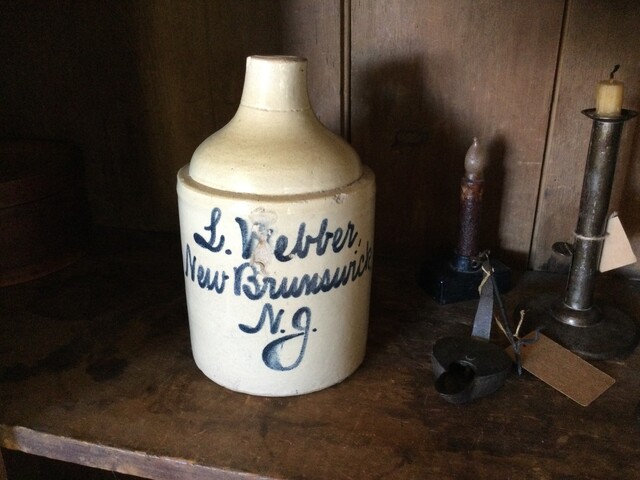 L. Webber,
New Brunswick
N.J.